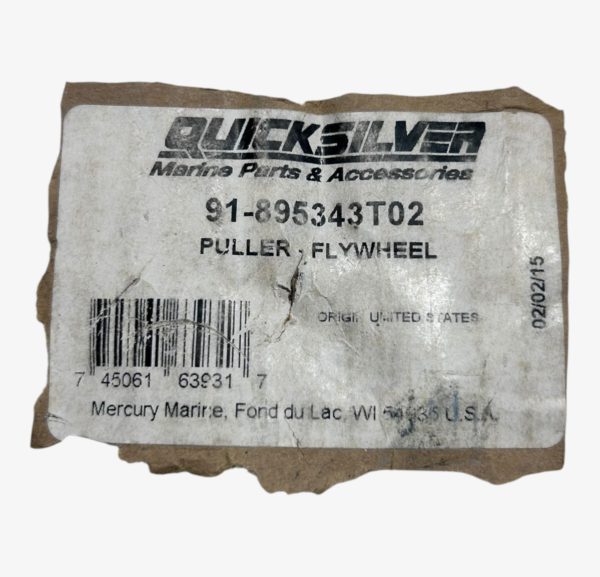 QUICKSILVER
Marine Parts & Accessories
91-895343T02
PULLER - FLYWHEEL
ORIGIN UNITED STATES
02/02/15
7 45061 63931 7
Mercury Marine, Fond du Lac, WI U.S.A.